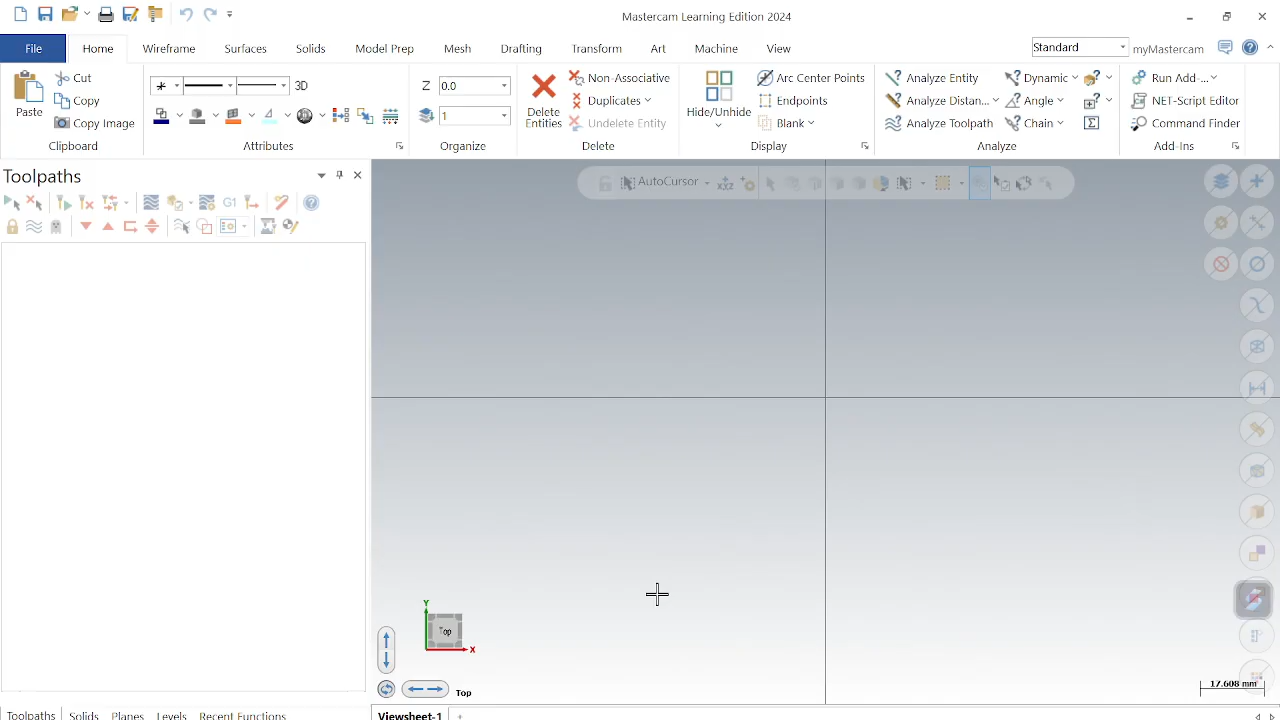 Mastercam Learning Edition 2024
File Home Wireframe Surfaces Solids Model Prep Mesh Drafting Transform Art Machine View Standard myMastercam
Paste
Cut
Copy
Copy Image
Clipboard
3D
Attributes
Z 0.0
1
Organize
Delete Entities
Non-Associative
Duplicates
Undelete Entity
Delete
Hide/Unhide
Arc Center Points
Endpoints
Blank
Display
Analyze Entity
Analyze Distan...
Analyze Toolpath
Dynamic
Angle
Chain
Analyze
Run Add-...
NET-Script Editor
Command Finder
Add-Ins
Toolpaths
G1
AutoCursor
XYZ
Y
Top
X
Top
17.608 mm
Toolpaths Solids Planes Levels Recent Functions
Viewsheet-1 +